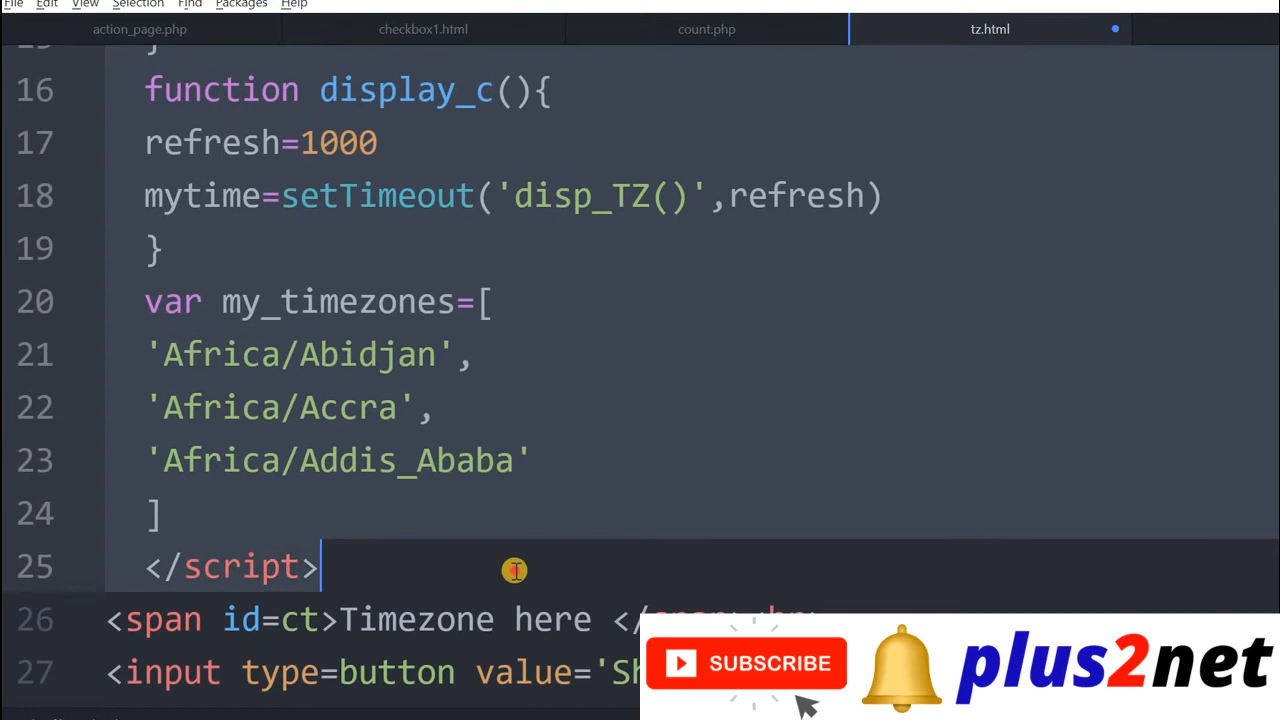 File Edit View Selection Find Packages Help
action_page.php checkbox1.html count.php tz.html
16 function display_c(){
17 refresh=1000
18 mytime=setTimeout('disp_TZ()',refresh)
19 }
20 var my_timezones=[
21 'Africa/Abidjan',
22 'Africa/Accra',
23 'Africa/Addis_Ababa'
24 ]
25 </script>
26 <span id=ct>Timezone here </
27 <input type=button value='Sh
SUBSCRIBE
plus2net